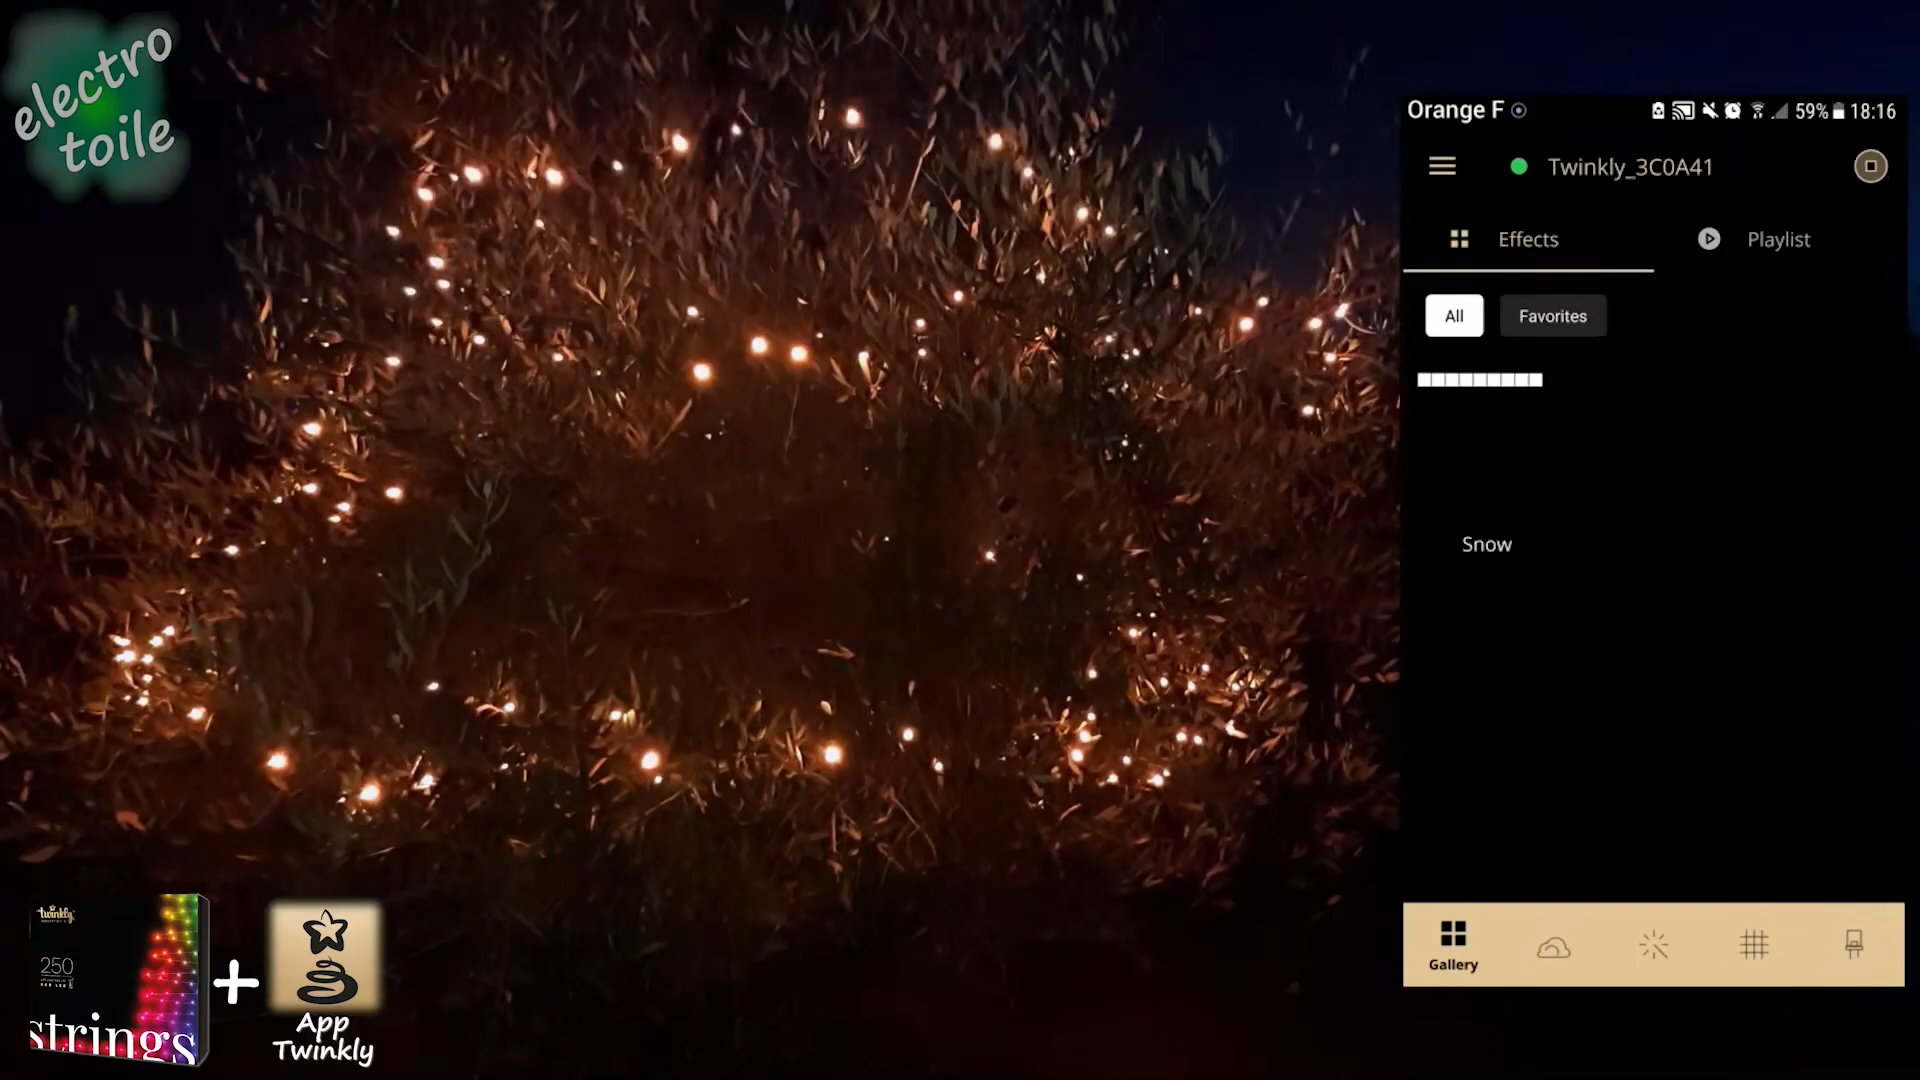 electro
toile
Orange F 59% 18:16
Twinkly_3C0A41
Effects Playlist
All Favorites
Snow
Gallery
twinkly
250
strings
+
App
Twinkly